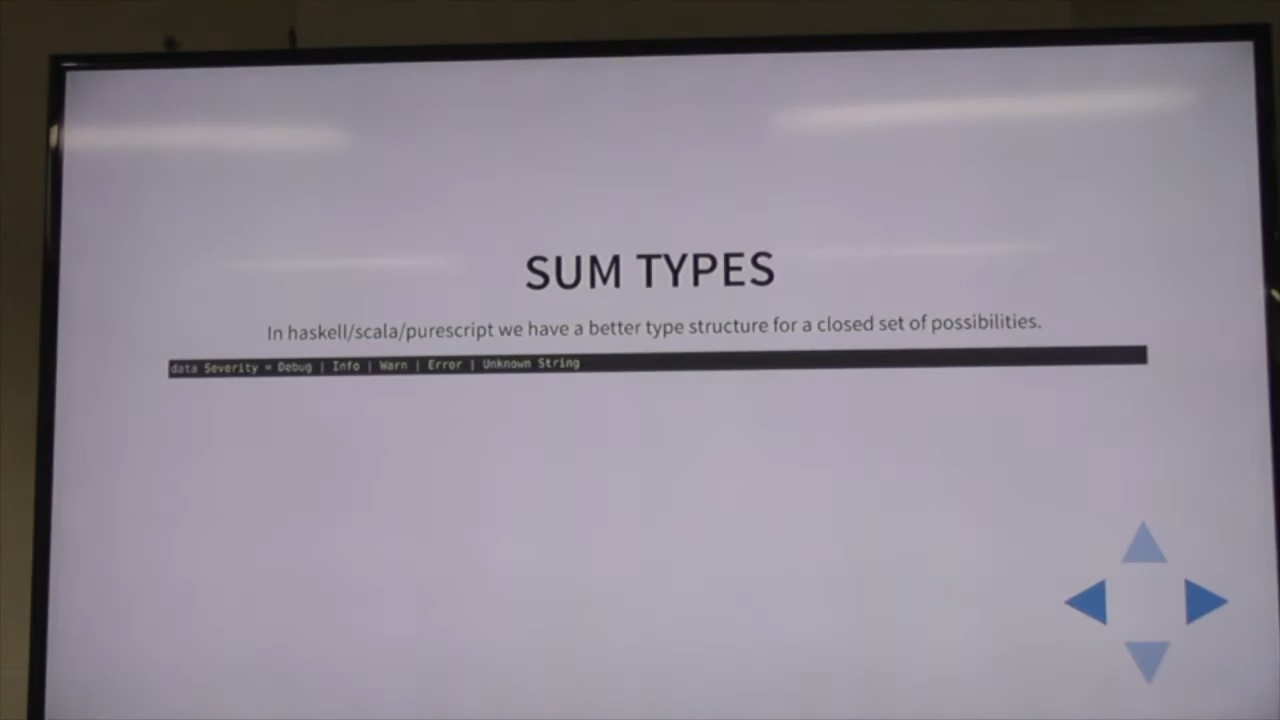 SUM TYPES
In haskell/scala/purescript we have a better type structure for a closed set of possibilities.
data Severity = Debug | Info | Warn | Error | Unknown String